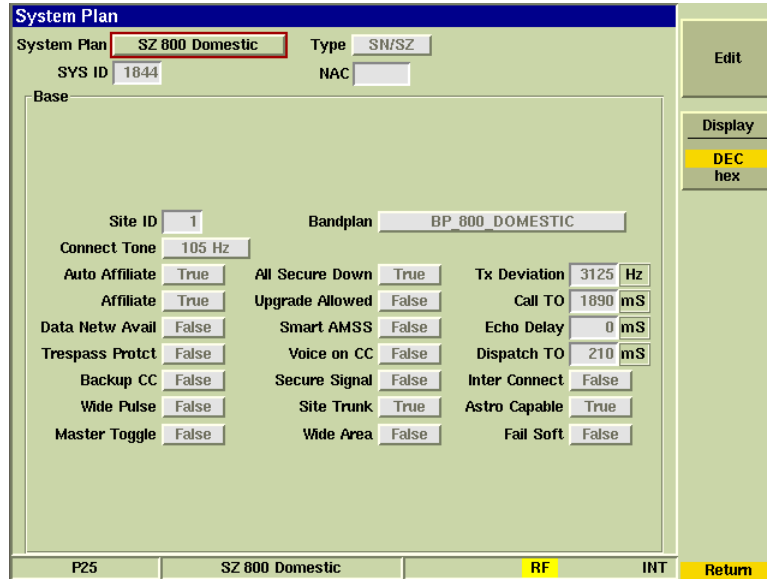 System Plan
System Plan SZ 800 Domestic Type SN/SZ
SYS ID 1844 NAC
Base
Site ID 1 Bandplan BP_800_DOMESTIC
Connect Tone 105 Hz
Auto Affiliate True All Secure Down True Tx Deviation 3125 Hz
Affiliate True Upgrade Allowed False Call TO 1890 mS
Data Netw Avail False Smart AMSS False Echo Delay 0 mS
Trespass Protct False Voice on CC False Dispatch TO 210 mS
Backup CC False Secure Signal False Inter Connect False
Wide Pulse False Site Trunk True Astro Capable True
Master Toggle False Wide Area False Fail Soft False
P25 SZ 800 Domestic RF INT
Edit
Display
DEC
hex
Return